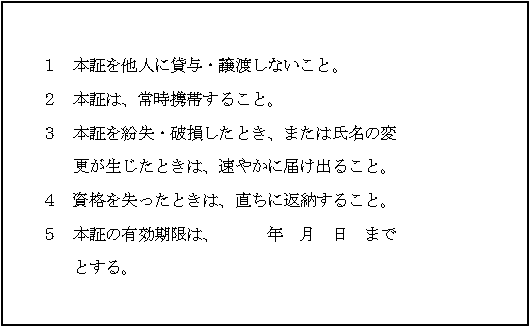 １　本証を他人に貸与・譲渡しないこと。
２　本証は、常時携帯すること。
３　本証を紛失・破損したとき、または氏名の変
更が生じたときは、速やかに届け出ること。
４　資格を失ったときは、直ちに返納すること。
５　本証の有効期限は、　　　年　月　日　まで
とする。